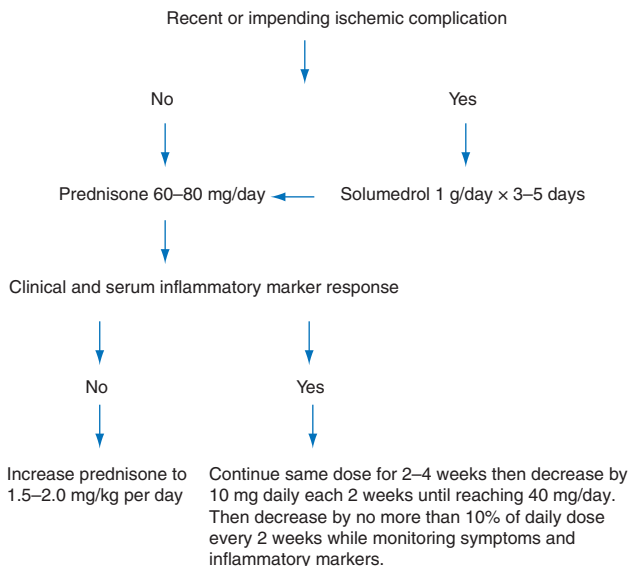 Recent or impending ischemic complication
No
Yes
Prednisone 60–80 mg/day
Solumedrol 1 g/day × 3–5 days
Clinical and serum inflammatory marker response
No
Yes
Increase prednisone to
1.5–2.0 mg/kg per day
Continue same dose for 2–4 weeks then decrease by
10 mg daily each 2 weeks until reaching 40 mg/day.
Then decrease by no more than 10% of daily dose
every 2 weeks while monitoring symptoms and
inflammatory markers.